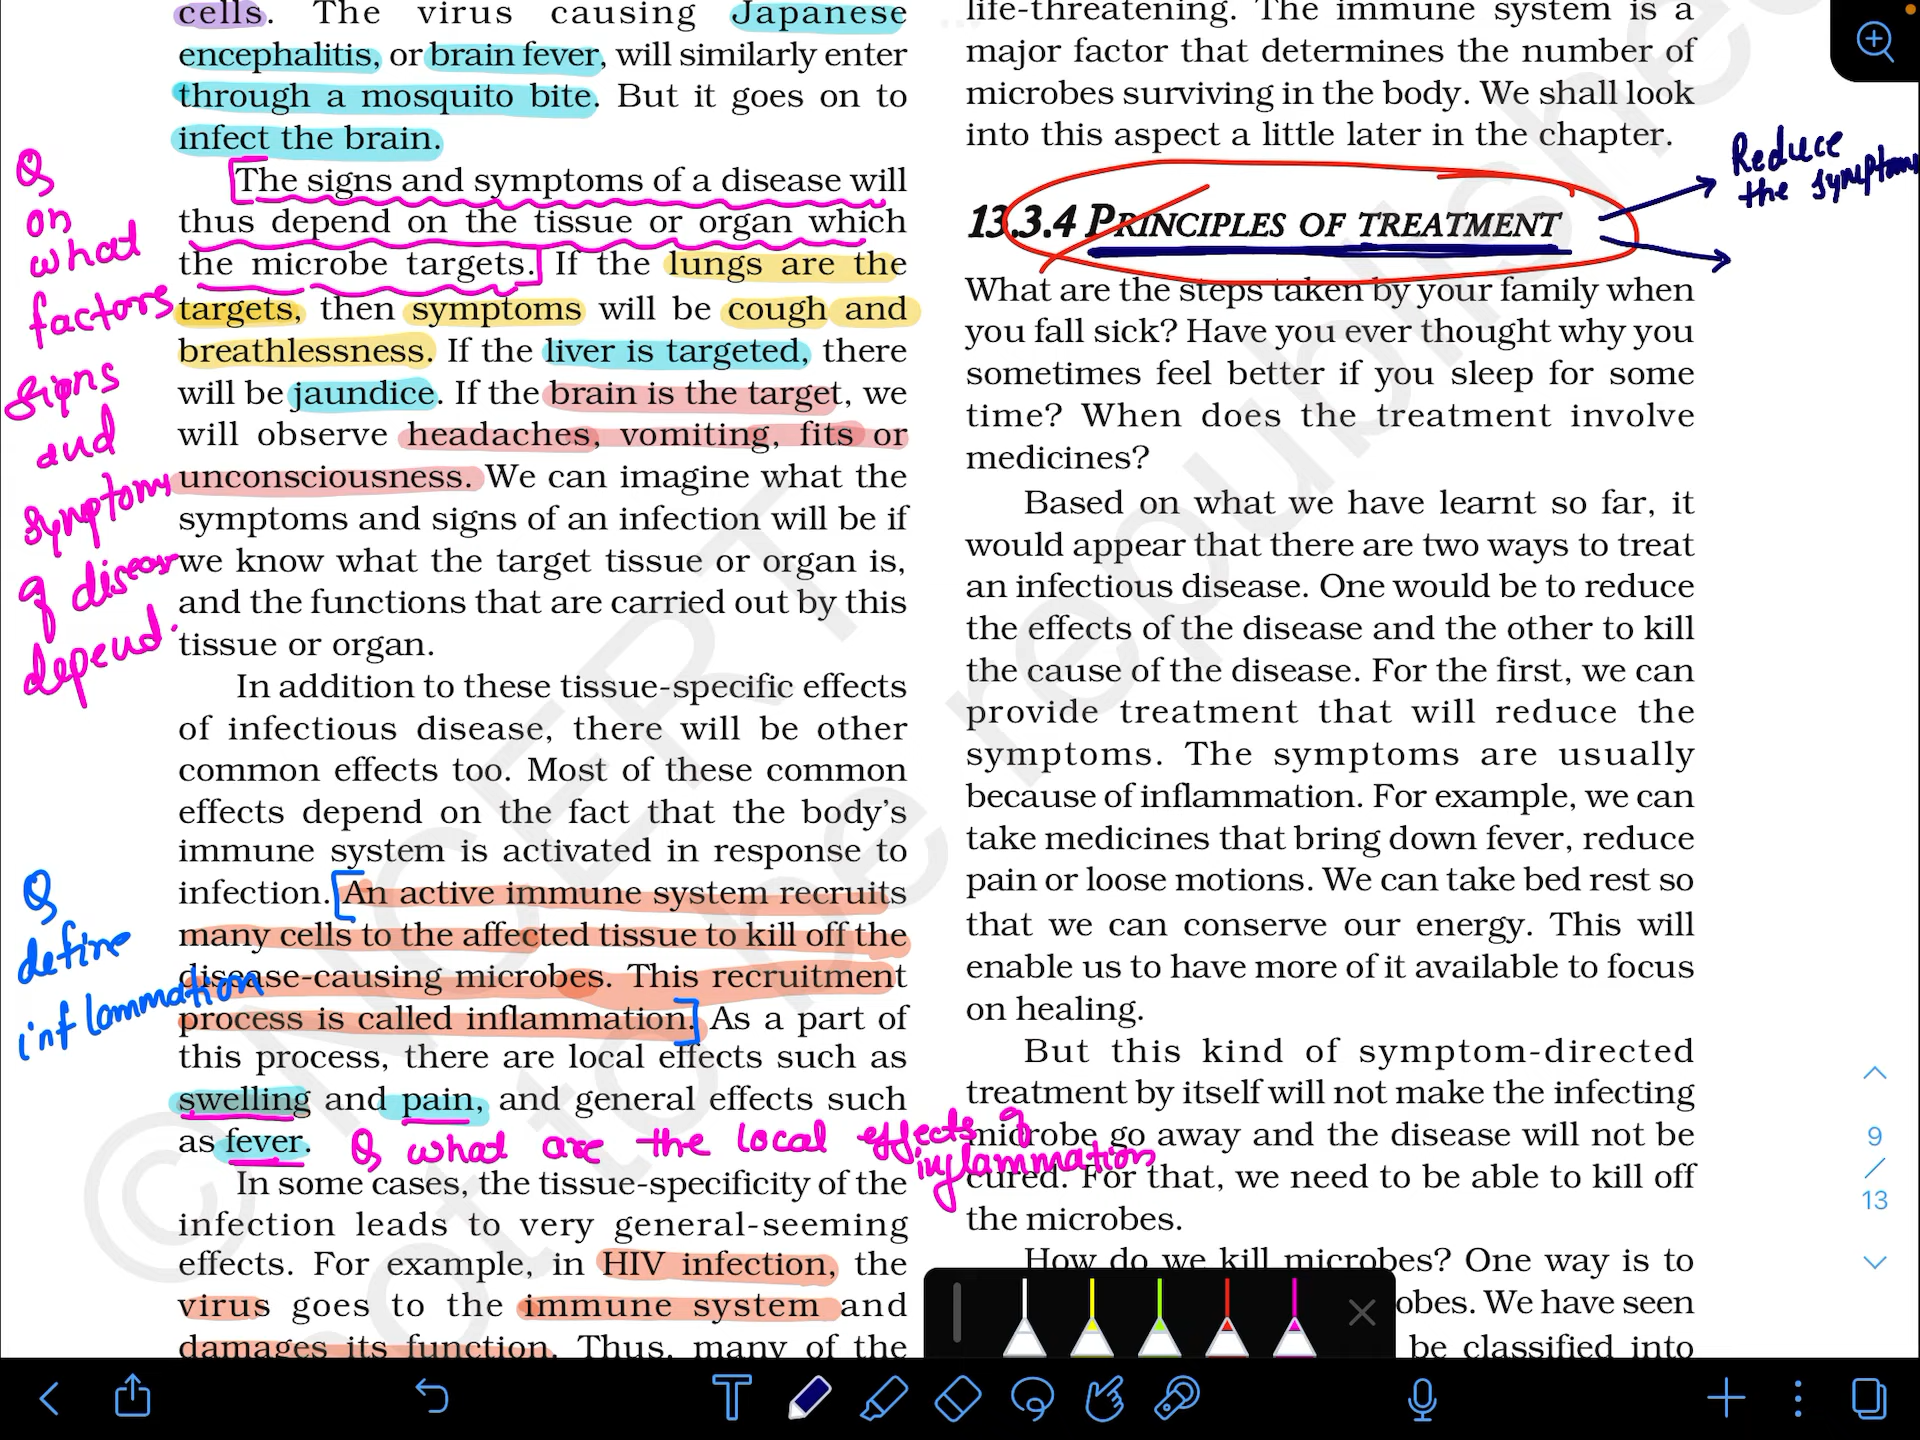 cells. The virus causing Japanese
encephalitis, or brain fever, will similarly enter
through a mosquito bite. But it goes on to
infect the brain.
The signs and symptoms of a disease will
thus depend on the tissue or organ which
the microbe targets. If the lungs are the
targets, then symptoms will be cough and
breathlessness. If the liver is targeted, there
will be jaundice. If the brain is the target, we
will observe headaches, vomiting, fits or
unconsciousness. We can imagine what the
symptoms and signs of an infection will be if
we know what the target tissue or organ is,
and the functions that are carried out by this
tissue or organ.
In addition to these tissue-specific effects
of infectious disease, there will be other
common effects too. Most of these common
effects depend on the fact that the body's
immune system is activated in response to
infection. An active immune system recruits
many cells to the affected tissue to kill off the
disease-causing microbes. This recruitment
process is called inflammation. As a part of
this process, there are local effects such as
swelling and pain, and general effects such
as fever.
In some cases, the tissue-specificity of the
infection leads to very general-seeming
effects. For example, in HIV infection, the
virus goes to the immune system and
damages its function. Thus, many of the
Q
on
what
factors
signs
and
symptoms
of disease
depend.
Q
define
inflammation
Q what are the local effects of
inflammation
life-threatening. The immune system is a
major factor that determines the number of
microbes surviving in the body. We shall look
into this aspect a little later in the chapter.
13.3.4 PRINCIPLES OF TREATMENT
Reduce
the symptoms
What are the steps taken by your family when
you fall sick? Have you ever thought why you
sometimes feel better if you sleep for some
time? When does the treatment involve
medicines?
Based on what we have learnt so far, it
would appear that there are two ways to treat
an infectious disease. One would be to reduce
the effects of the disease and the other to kill
the cause of the disease. For the first, we can
provide treatment that will reduce the
symptoms. The symptoms are usually
because of inflammation. For example, we can
take medicines that bring down fever, reduce
pain or loose motions. We can take bed rest so
that we can conserve our energy. This will
enable us to have more of it available to focus
on healing.
But this kind of symptom-directed
treatment by itself will not make the infecting
microbe go away and the disease will not be
cured. For that, we need to be able to kill off
the microbes.
How do we kill microbes? One way is to
obes. We have seen
be classified into
© NCERT
not to be republished
9
/
13
T